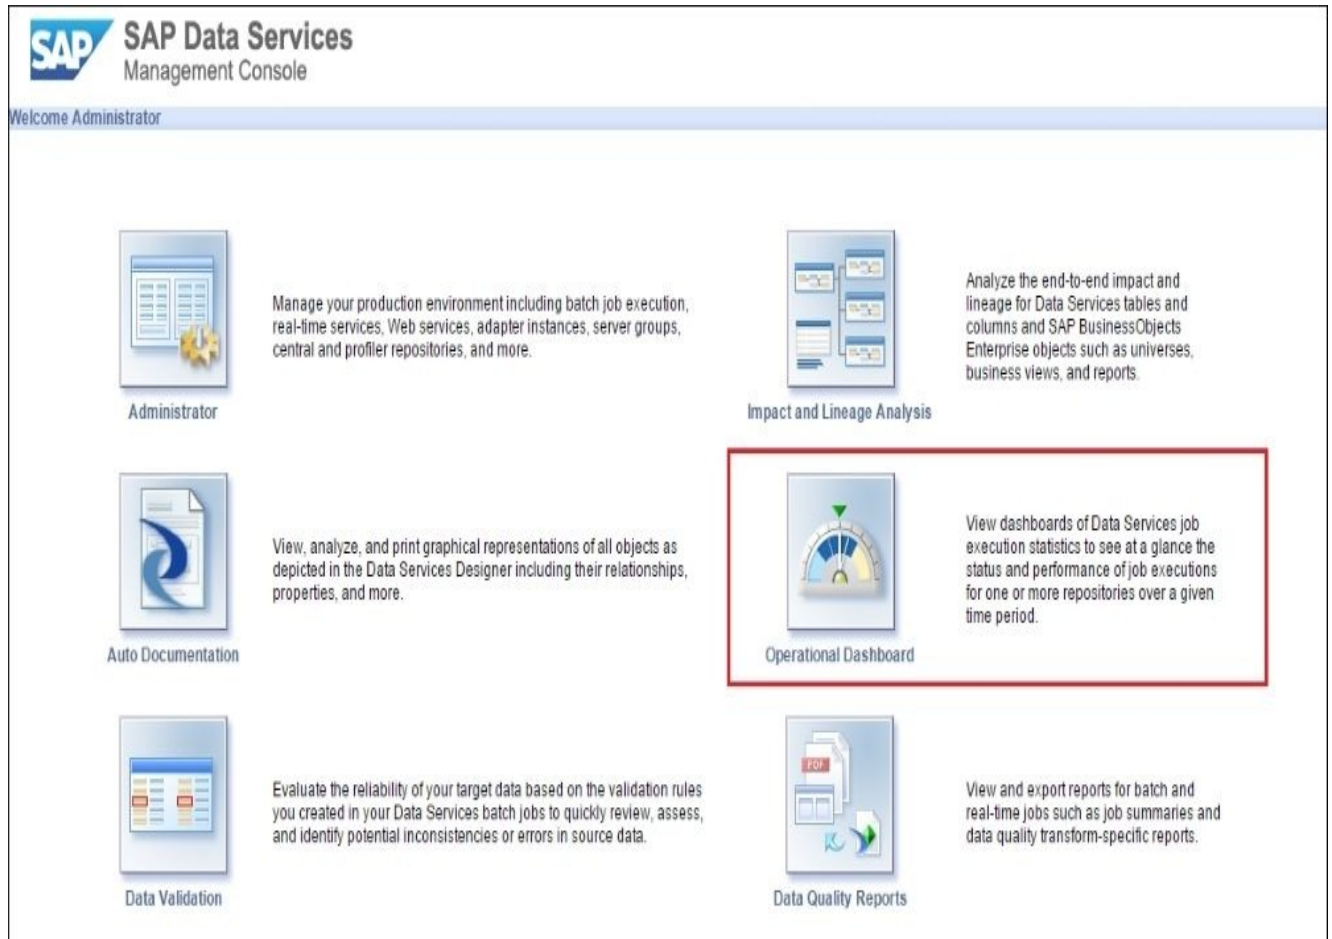 SAP
SAP Data Services
Management Console
Welcome Administrator
Manage your production environment including batch job execution,
real-time services, Web services, adapter instances, server groups,
central and profiler repositories, and more.
Administrator
Analyze the end-to-end impact and
lineage for Data Services tables and
columns and SAP BusinessObjects
Enterprise objects such as universes,
business views, and reports.
Impact and Lineage Analysis
View, analyze, and print graphical representations of all objects as
depicted in the Data Services Designer including their relationships,
properties, and more.
Auto Documentation
View dashboards of Data Services job
execution statistics to see at a glance the
status and performance of job executions
for one or more repositories over a given
time period.
Operational Dashboard
Evaluate the reliability of your target data based on the validation rules
you created in your Data Services batch jobs to quickly review, assess,
and identify potential inconsistencies or errors in source data.
Data Validation
PDF
View and export reports for batch and
real-time jobs such as job summaries and
data quality transform-specific reports.
Data Quality Reports